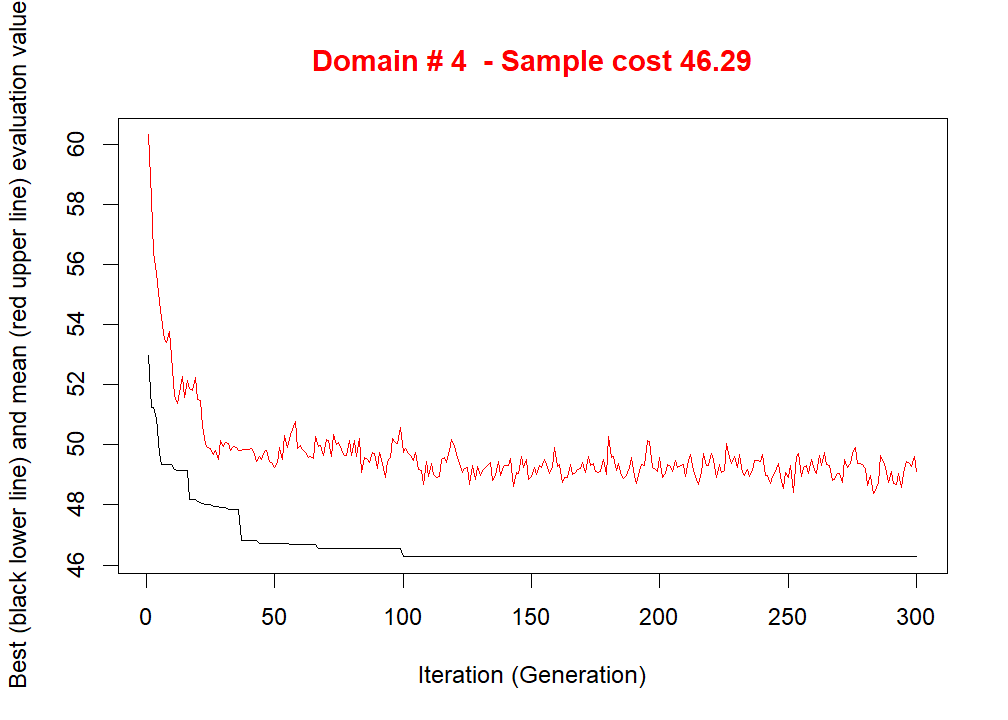 Domain # 4  - Sample cost 46.29
Best (black lower line) and mean (red upper line) evaluation value
60
58
56
54
52
50
48
46
0 50 100 150 200 250 300
Iteration (Generation)